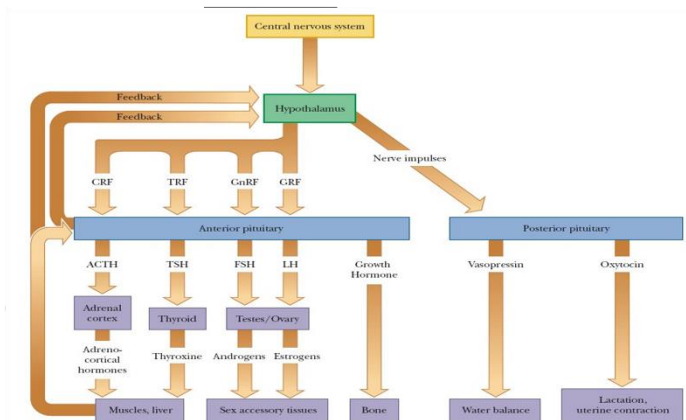 Central nervous system
Feedback
Hypothalamus
Feedback
Nerve impulses
CRF
TRF
GnRF
GRF
Anterior pituitary
Posterior pituitary
ACTH
TSH
FSH
LH
Growth
Hormone
Vasopressin
Oxytocin
Adrenal
cortex
Thyroid
Testes/Ovary
Adreno-
cortical
hormones
Thyroxine
Androgens
Estrogens
Muscles, liver
Sex accessory tissues
Bone
Water balance
Lactation,
uterine contraction